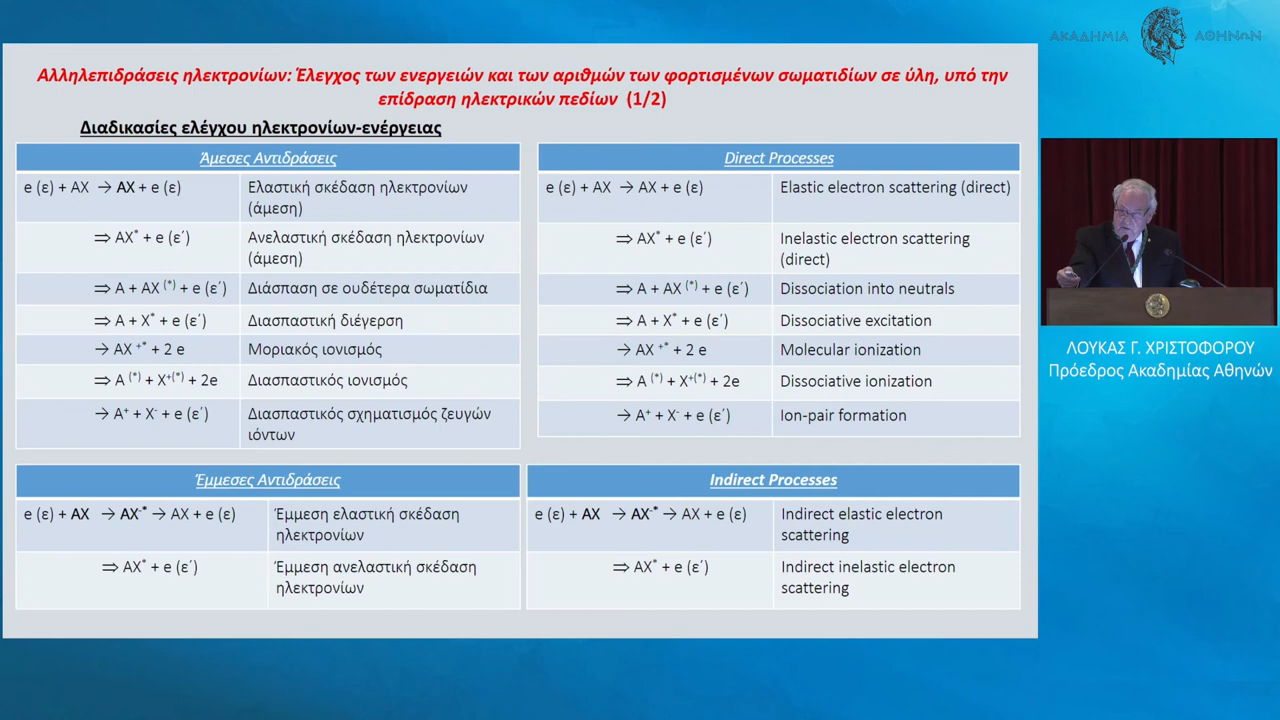 ΑΚΑΔΗΜΙΑ ΑΘΗΝΩΝ
Αλληλεπιδράσεις ηλεκτρονίων: Έλεγχος των ενεργειών και των αριθμών των φορτισμένων σωματιδίων σε ύλη, υπό την
επίδραση ηλεκτρικών πεδίων (1/2)
Διαδικασίες ελέγχου ηλεκτρονίων-ενέργειας
Άμεσες Αντιδράσεις
e (ε) + AX → AX + e (ε) Ελαστική σκέδαση ηλεκτρονίων
(άμεση)
⇒ AX* + e (ε΄) Ανελαστική σκέδαση ηλεκτρονίων
(άμεση)
⇒ A + AX (*) + e (ε΄) Διάσπαση σε ουδέτερα σωματίδια
⇒ A + X* + e (ε΄) Διασπαστική διέγερση
→ AX +* + 2 e Μοριακός ιονισμός
⇒ A (*) + X+(*) + 2e Διασπαστικός ιονισμός
→ A+ + X- + e (ε΄) Διασπαστικός σχηματισμός ζευγών
ιόντων
Direct Processes
e (ε) + AX → AX + e (ε) Elastic electron scattering (direct)
⇒ AX* + e (ε΄) Inelastic electron scattering
(direct)
⇒ A + AX (*) + e (ε΄) Dissociation into neutrals
⇒ A + X* + e (ε΄) Dissociative excitation
→ AX +* + 2 e Molecular ionization
⇒ A (*) + X+(*) + 2e Dissociative ionization
→ A+ + X- + e (ε΄) Ion-pair formation
Έμμεσες Αντιδράσεις
e (ε) + AX → AX-* → AX + e (ε) Έμμεση ελαστική σκέδαση
ηλεκτρονίων
⇒ AX* + e (ε΄) Έμμεση ανελαστική σκέδαση
ηλεκτρονίων
Indirect Processes
e (ε) + AX → AX-* → AX + e (ε) Indirect elastic electron
scattering
⇒ AX* + e (ε΄) Indirect inelastic electron
scattering
ΛΟΥΚΑΣ Γ. ΧΡΙΣΤΟΦΟΡΟΥ
Πρόεδρος Ακαδημίας Αθηνών